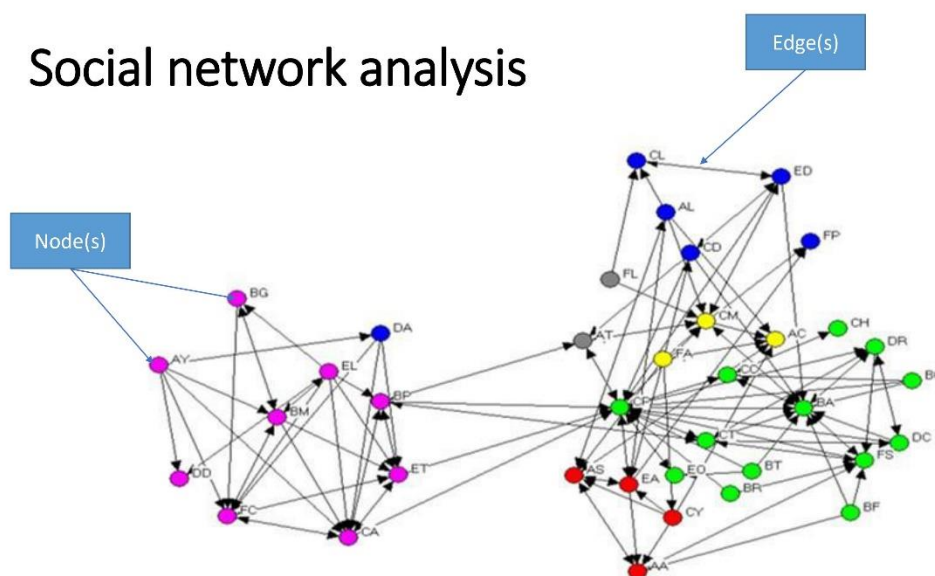 Edge(s)
Social network analysis
CL
ED
AL
CD
FP
Node(s)
FL
BG
CM
DA
CH
AT
AC
DR
AY
EL
FA
CC
BP
CP
BA
BM
CT
DC
FS
ET
AS
EO
BT
DD
EA
BR
FC
CY
BF
CA
AA